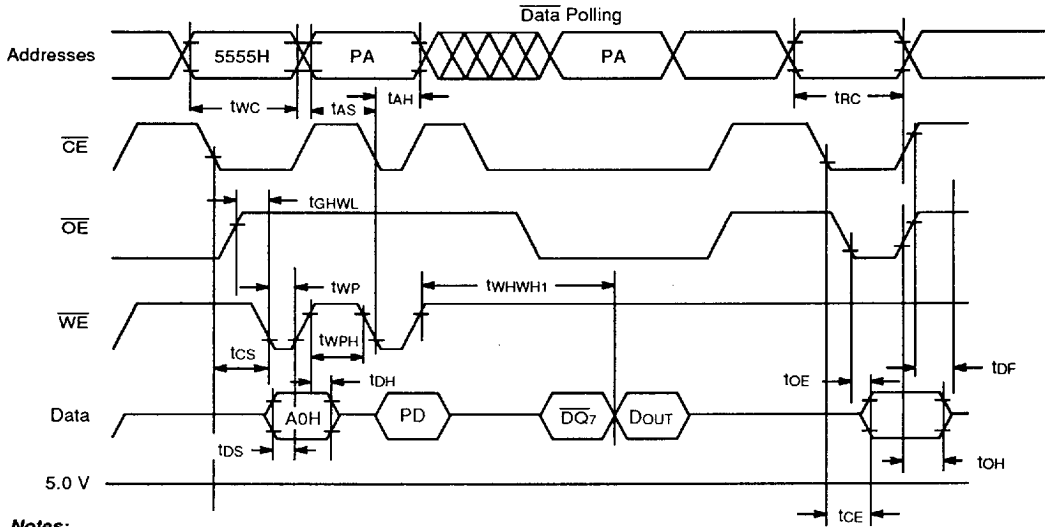 Data Polling
Addresses
5555H
PA
PA
tWC
tAS
tAH
tRC
CE
tGHWL
OE
tWP
tWHWH1
WE
tCS
tWPH
tDH
tOE
tDF
Data
A0H
PD
DQ7
DOUT
tDS
tOH
5.0 V
tCE
Notes: